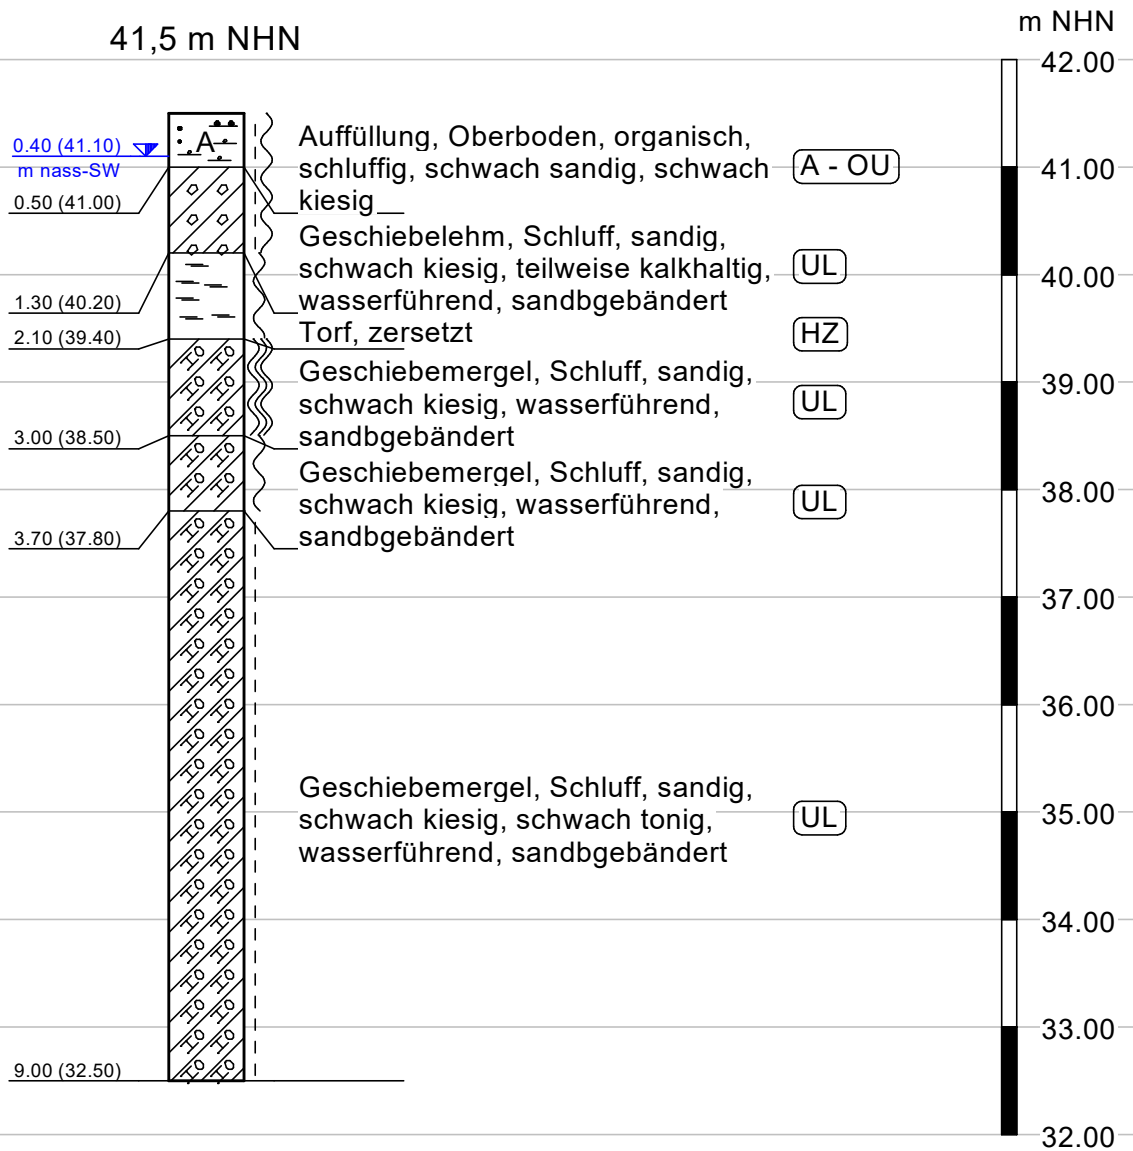 m NHN
41,5 m NHN
42.00
Auffüllung, Oberboden, organisch,
0.40 (41.10)
A
schluffig, schwach sandig, schwach
A - OU
41.00
m nass-SW
kiesig
0.50 (41.00)
Geschiebelehm, Schluff, sandig,
schwach kiesig, teilweise kalkhaltig,
UL
40.00
wasserführend, sandbgebändert
1.30 (40.20)
Torf, zersetzt
HZ
2.10 (39.40)
Geschiebemergel, Schluff, sandig,
39.00
schwach kiesig, wasserführend,
UL
sandbgebändert
3.00 (38.50)
Geschiebemergel, Schluff, sandig,
38.00
schwach kiesig, wasserführend,
UL
sandbgebändert
3.70 (37.80)
37.00
36.00
Geschiebemergel, Schluff, sandig,
schwach kiesig, schwach tonig,
UL
35.00
wasserführend, sandbgebändert
34.00
33.00
9.00 (32.50)
32.00